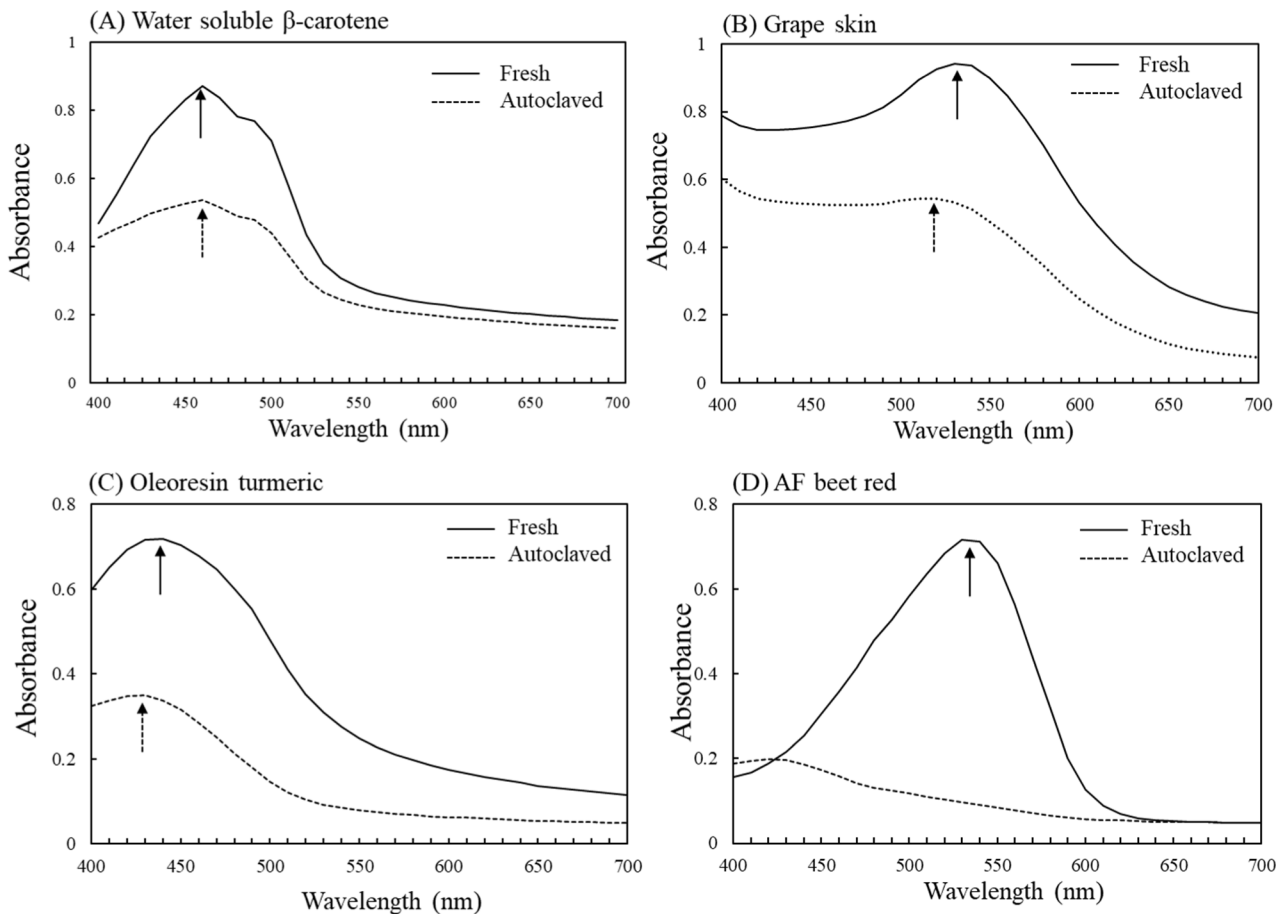 (A) Water soluble β-carotene
1
0.8
0.6
0.4
0.2
0
Absorbance
Fresh
Autoclaved
400 450 500 550 600 650 700
Wavelength (nm)
(B) Grape skin
1
0.8
0.6
0.4
0.2
0
Absorbance
Fresh
Autoclaved
400 450 500 550 600 650 700
Wavelength (nm)
(C) Oleoresin turmeric
0.8
0.6
0.4
0.2
0
Absorbance
Fresh
Autoclaved
400 450 500 550 600 650 700
Wavelength (nm)
(D) AF beet red
0.8
0.6
0.4
0.2
0
Absorbance
Fresh
Autoclaved
400 450 500 550 600 650 700
Wavelength (nm)